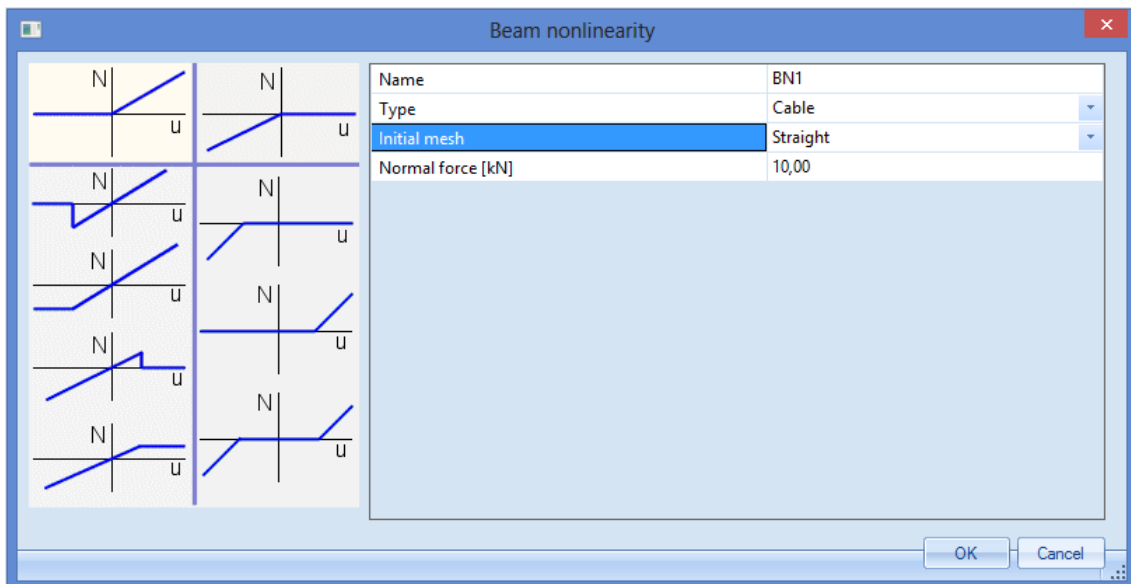 Beam nonlinearity
N
u
N
u
N
u
N
u
N
u
N
u
N
u
N
u
N
u
Name BN1
Type Cable
Initial mesh Straight
Normal force [kN] 10,00
OK Cancel